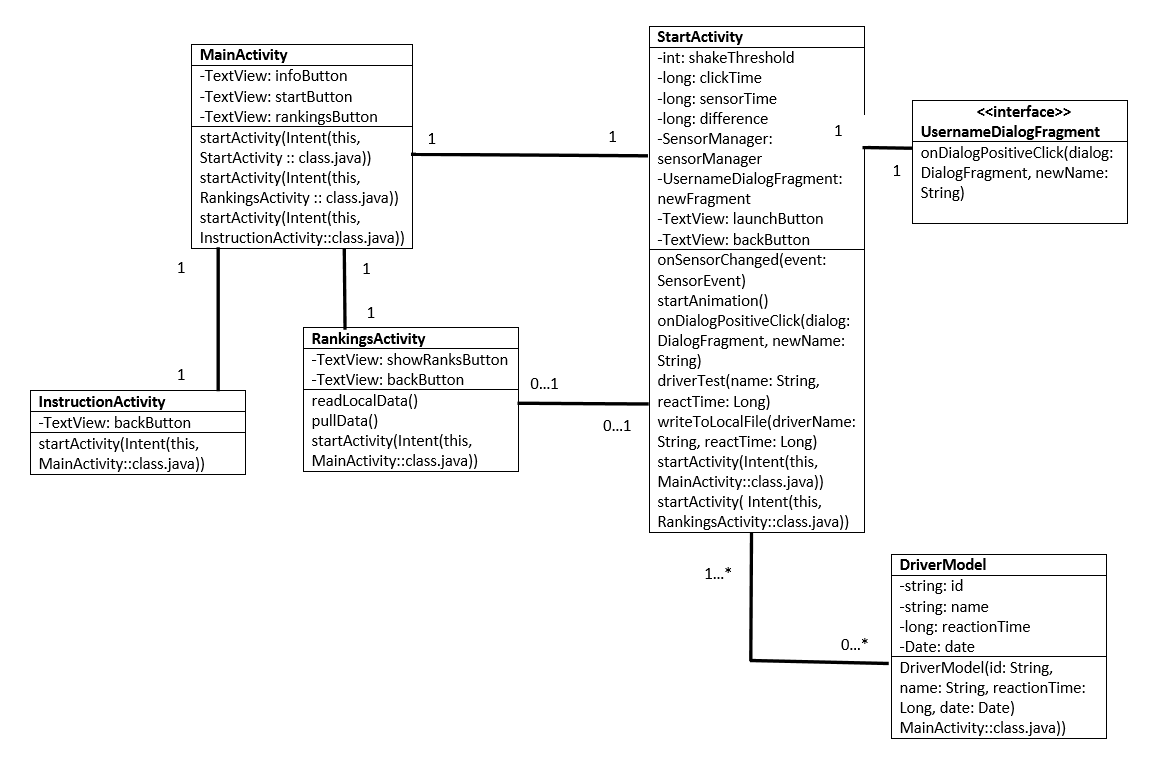 MainActivity
-TextView: infoButton
-TextView: startButton
-TextView: rankingsButton
startActivity(Intent(this,
StartActivity :: class.java))
startActivity(Intent(this,
RankingsActivity :: class.java))
startActivity(Intent(this,
InstructionActivity::class.java))
1
1
StartActivity
-int: shakeThreshold
-long: clickTime
-long: sensorTime
-long: difference
-SensorManager:
sensorManager
-UsernameDialogFragment:
newFragment
-TextView: launchButton
-TextView: backButton
onSensorChanged(event:
SensorEvent)
startAnimation()
onDialogPositiveClick(dialog:
DialogFragment, newName:
String)
driverTest(name: String,
reactTime: Long)
writeToLocalFile(driverName:
String, reactTime: Long)
startActivity(Intent(this,
MainActivity::class.java))
startActivity( Intent(this,
RankingsActivity::class.java))
1
1
<<interface>>
UsernameDialogFragment
onDialogPositiveClick(dialog:
DialogFragment, newName:
String)
1
1
1
1
InstructionActivity
-TextView: backButton
startActivity(Intent(this,
MainActivity::class.java))
RankingsActivity
-TextView: showRanksButton
-TextView: backButton
readLocalData()
pullData()
startActivity(Intent(this,
MainActivity::class.java))
0...1
0...1
1...*
0...*
DriverModel
-string: id
-string: name
-long: reactionTime
-Date: date
DriverModel(id: String,
name: String, reactionTime:
Long, date: Date)
MainActivity::class.java))